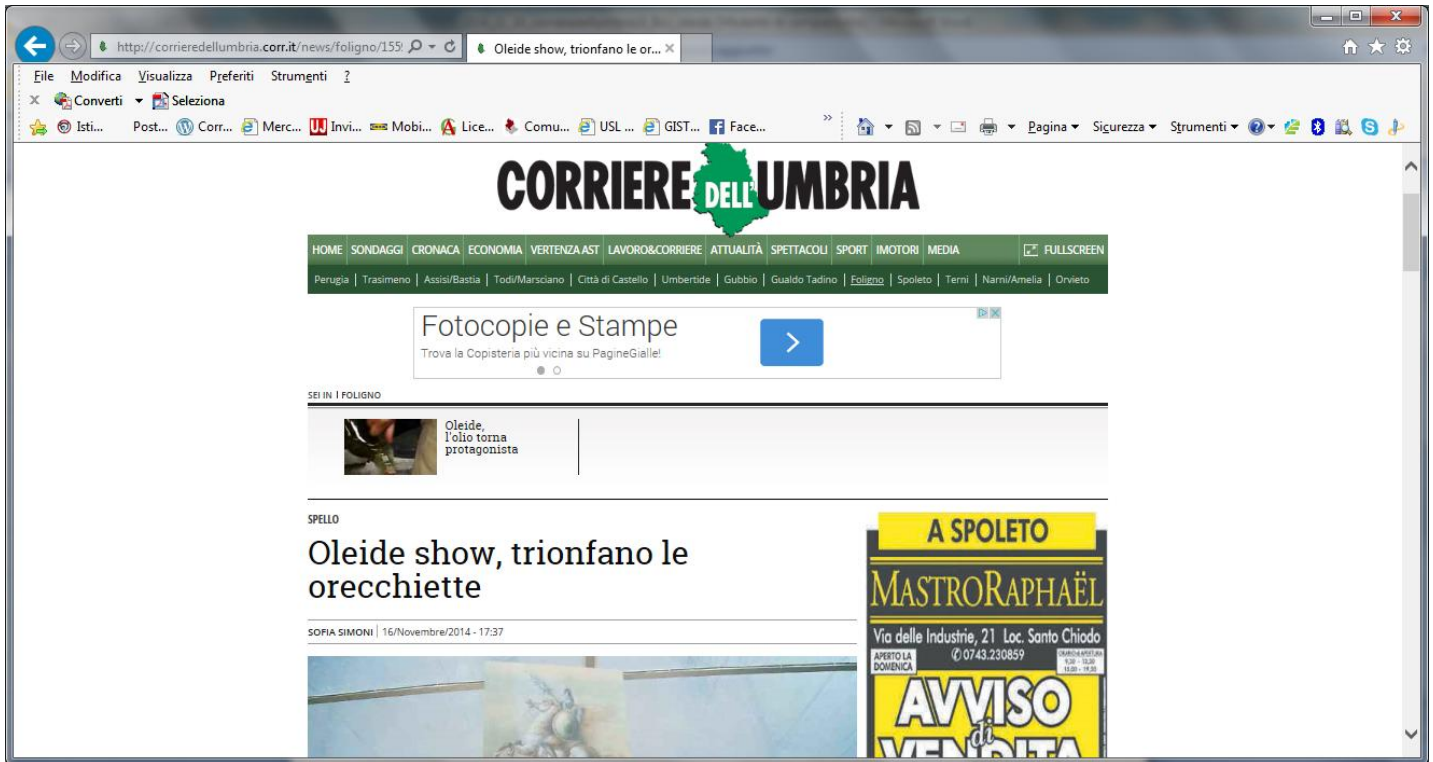 http://corrieredellumbria.corr.it/news/foligno/155
Oleide show, trionfano le or...
File Modifica Visualizza Preferiti Strumenti ?
Converti Seleziona
Isti... Post... Corr... Merc... Invi... Mobi... Lice... Comu... USL ... GIST... Face... » Pagina Sicurezza Strumenti
CORRIERE DELL'UMBRIA
HOME SONDAGGI CRONACA ECONOMIA VERTENZA AST LAVORO&CORRIERE ATTUALITÀ SPETTACOLI SPORT IMOTORI MEDIA FULLSCREEN
Perugia | Trasimeno | Assisi/Bastia | Todi/Marsciano | Città di Castello | Umbertide | Gubbio | Gualdo Tadino | Foligno | Spoleto | Terni | Narni/Amelia | Orvieto
Fotocopie e Stampe
Trova la Copisteria più vicina su PagineGialle!
SEI IN | FOLIGNO
Oleide,
l'olio torna
protagonista
SPELLO
Oleide show, trionfano le
orecchiette
SOFIA SIMONI | 16/Novembre/2014 - 17:37
A SPOLETO
MASTRORAPHAËL
Via delle Industrie, 21 Loc. Santo Chiodo
APERTO LA
DOMENICA
✆ 0743.230859
AVVISO
di
VENDITA